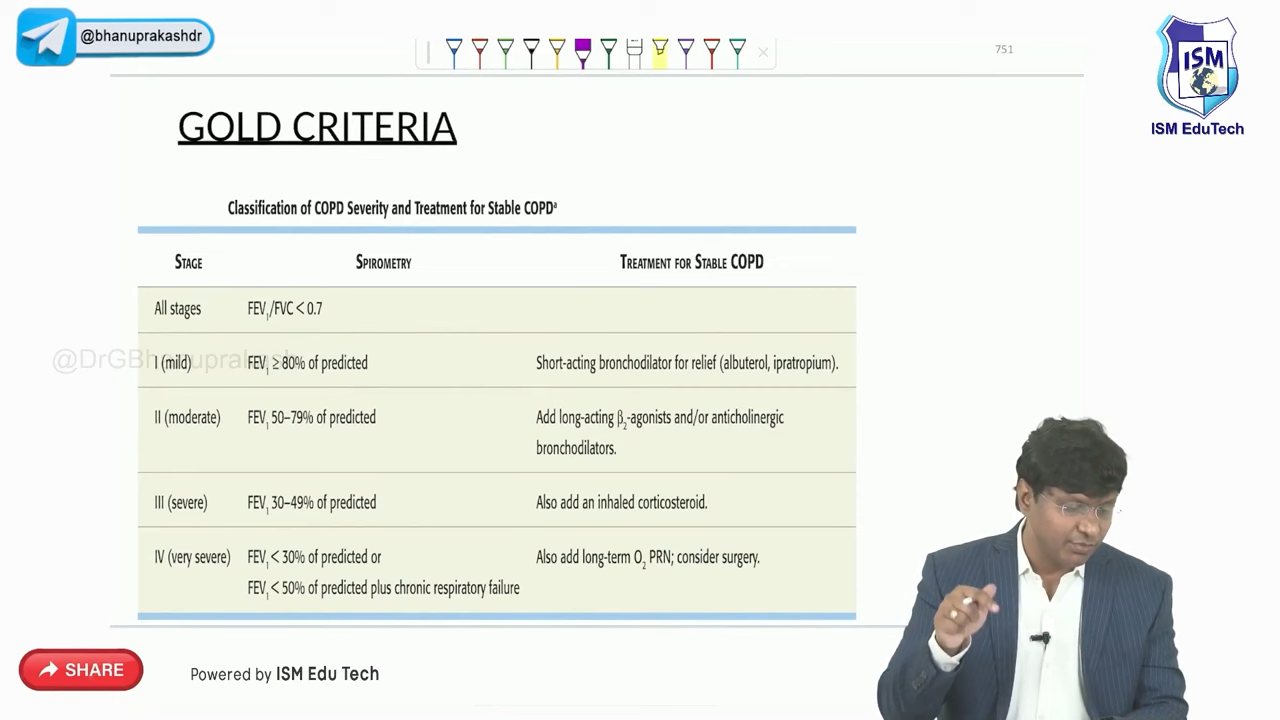 @bhanuprakashdr
751
ISM
ISM EduTech
GOLD CRITERIA
Classification of COPD Severity and Treatment for Stable COPDᵃ
STAGE SPIROMETRY TREATMENT FOR STABLE COPD
All stages FEV₁/FVC < 0.7
@DrGBhanuprakash
I (mild) FEV₁ ≥ 80% of predicted Short-acting bronchodilator for relief (albuterol, ipratropium).
II (moderate) FEV₁ 50–79% of predicted Add long-acting β₂-agonists and/or anticholinergic
bronchodilators.
III (severe) FEV₁ 30–49% of predicted Also add an inhaled corticosteroid.
IV (very severe) FEV₁ < 30% of predicted or Also add long-term O₂ PRN; consider surgery.
FEV₁ < 50% of predicted plus chronic respiratory failure
SHARE
Powered by ISM Edu Tech